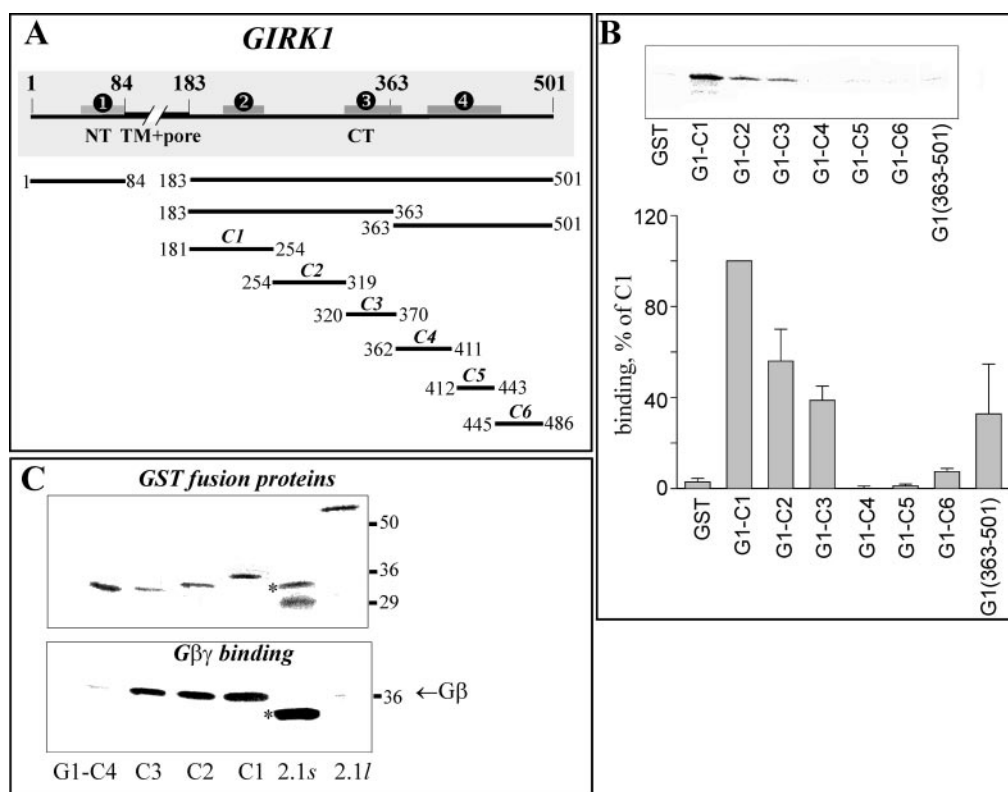 A
GIRK1
1 84 183 363 501
❶ ❷ ❸ ❹
NT TM+pore CT
1 84 183 501
183 363
363 501
181 C1 254
254 C2 319
320 C3 370
362 C4 411
412 C5 443
445 C6 486
B
GST
G1-C1
G1-C2
G1-C3
G1-C4
G1-C5
G1-C6
G1(363-501)
binding, % of C1
120
80
40
0
GST
G1-C1
G1-C2
G1-C3
G1-C4
G1-C5
G1-C6
G1(363-501)
C
GST fusion proteins
50
36
*
29
Gβγ binding
36 ←Gβ
*
G1-C4 C3 C2 C1 2.1s 2.1l